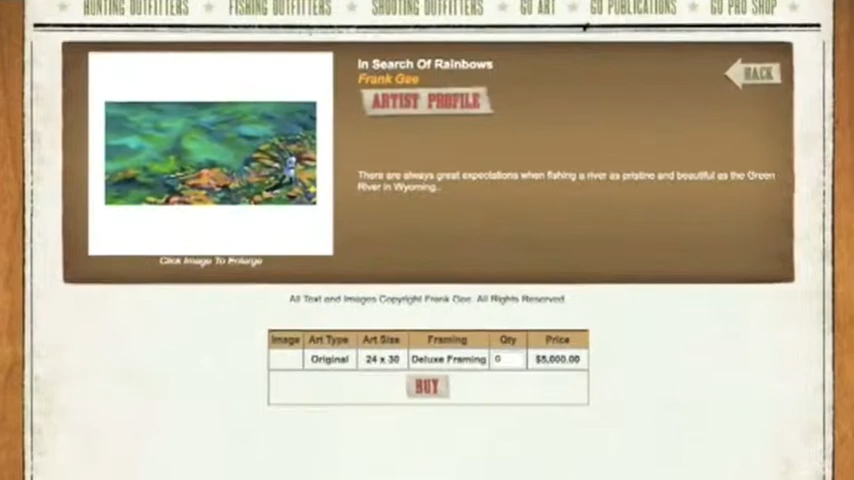 HUNTING OUTFITTERS ★ FISHING OUTFITTERS ★ SHOOTING OUTFITTERS ★ GO ART ★ GO PUBLICATIONS ★ GO PRO SHOP
In Search Of Rainbows
Frank Gee
ARTIST PROFILE
BACK
There are always great expectations when fishing a river as pristine and beautiful as the Green
River in Wyoming..
Click Image To Enlarge
All Text and Images Copyright Frank Gee. All Rights Reserved.
Image Art Type Art Size Framing Qty Price
Original 24 x 30 Deluxe Framing 0 $5,000.00
BUY